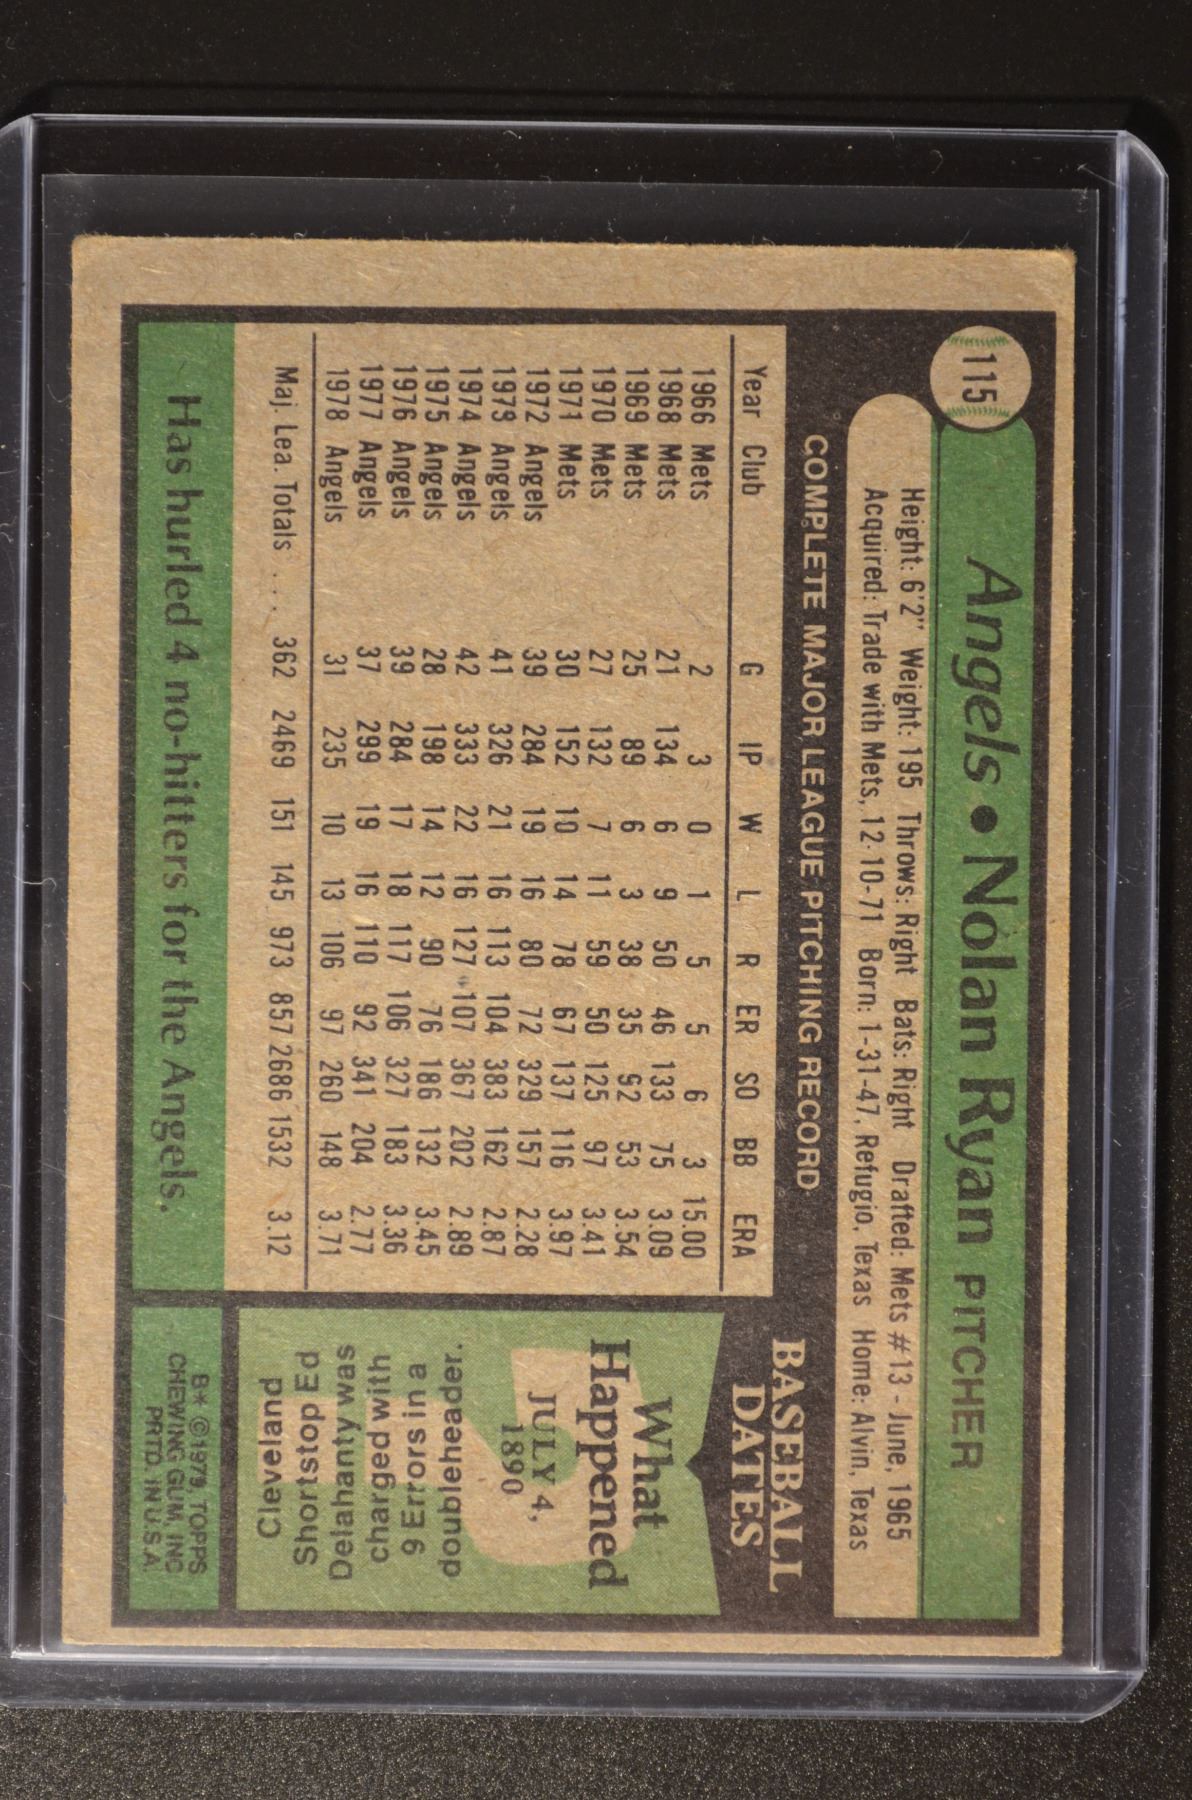 115
Angels • Nolan Ryan PITCHER
Height: 6'2" Weight: 195 Throws: Right Bats: Right Drafted: Mets #13 - June, 1965
Acquired: Trade with Mets, 12-10-71 Born: 1-31-47, Refugio, Texas Home: Alvin, Texas
COMPLETE MAJOR LEAGUE PITCHING RECORD
Year Club G IP W L R ER SO BB ERA
1966 Mets 2 3 0 1 5 5 6 3 15.00
1968 Mets 21 134 6 9 50 46 133 75 3.09
1969 Mets 25 89 6 3 38 35 92 53 3.54
1970 Mets 27 132 7 11 59 50 125 97 3.41
1971 Mets 30 152 10 14 78 67 137 116 3.97
1972 Angels 39 284 19 16 80 72 329 157 2.28
1973 Angels 41 326 21 16 113 104 383 162 2.87
1974 Angels 42 333 22 16 127 107 367 202 2.89
1975 Angels 28 198 14 12 90 76 186 132 3.45
1976 Angels 39 284 17 18 117 106 327 183 3.36
1977 Angels 37 299 19 16 110 92 341 204 2.77
1978 Angels 31 235 10 13 106 97 260 148 3.71
Maj. Lea. Totals . . . 362 2469 151 145 973 857 2686 1532 3.12
Has hurled 4 no-hitters for the Angels.
BASEBALL
DATES
What
Happened
JULY 4,
1890
Cleveland
Shortstop Ed
Delahanty was
charged with
9 Errors in a
doubleheader.
B* ©1979, TOPPS
CHEWING GUM, INC
PRTD. IN U.S.A.